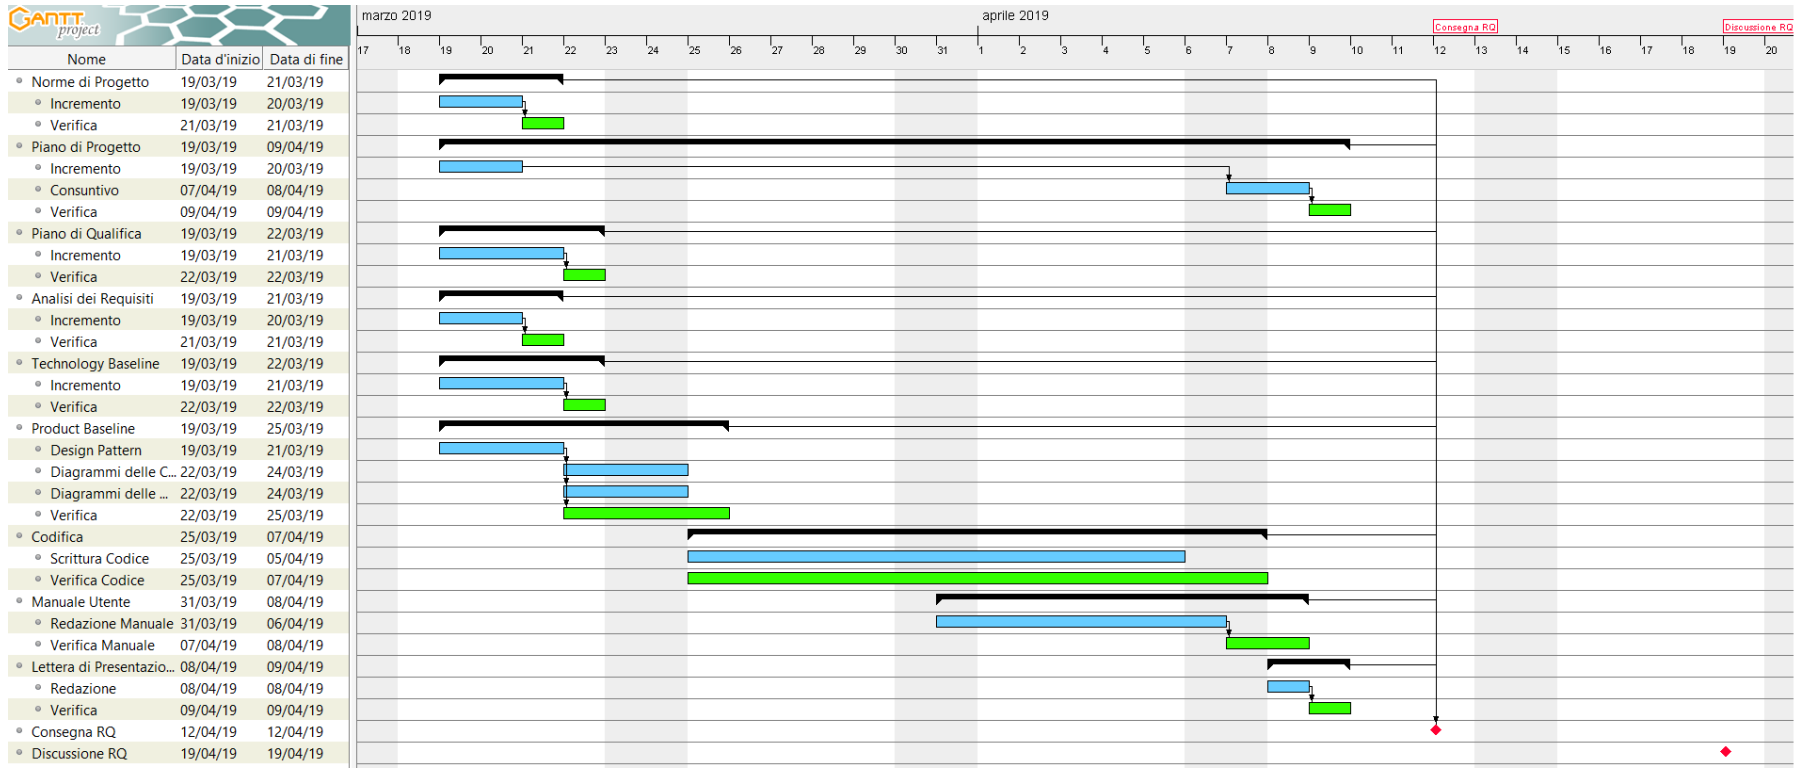 GANTT project
marzo 2019 aprile 2019
Consegna RQ Discussione RQ
17 18 19 20 21 22 23 24 25 26 27 28 29 30 31 1 2 3 4 5 6 7 8 9 10 11 12 13 14 15 16 17 18 19 20
Nome Data d'inizio Data di fine
Norme di Progetto 19/03/19 21/03/19
Incremento 19/03/19 20/03/19
Verifica 21/03/19 21/03/19
Piano di Progetto 19/03/19 09/04/19
Incremento 19/03/19 20/03/19
Consuntivo 07/04/19 08/04/19
Verifica 09/04/19 09/04/19
Piano di Qualifica 19/03/19 22/03/19
Incremento 19/03/19 21/03/19
Verifica 22/03/19 22/03/19
Analisi dei Requisiti 19/03/19 21/03/19
Incremento 19/03/19 20/03/19
Verifica 21/03/19 21/03/19
Technology Baseline 19/03/19 22/03/19
Incremento 19/03/19 21/03/19
Verifica 22/03/19 22/03/19
Product Baseline 19/03/19 25/03/19
Design Pattern 19/03/19 21/03/19
Diagrammi delle C... 22/03/19 24/03/19
Diagrammi delle ... 22/03/19 24/03/19
Verifica 22/03/19 25/03/19
Codifica 25/03/19 07/04/19
Scrittura Codice 25/03/19 05/04/19
Verifica Codice 25/03/19 07/04/19
Manuale Utente 31/03/19 08/04/19
Redazione Manuale 31/03/19 06/04/19
Verifica Manuale 07/04/19 08/04/19
Lettera di Presentazio... 08/04/19 09/04/19
Redazione 08/04/19 08/04/19
Verifica 09/04/19 09/04/19
Consegna RQ 12/04/19 12/04/19
Discussione RQ 19/04/19 19/04/19